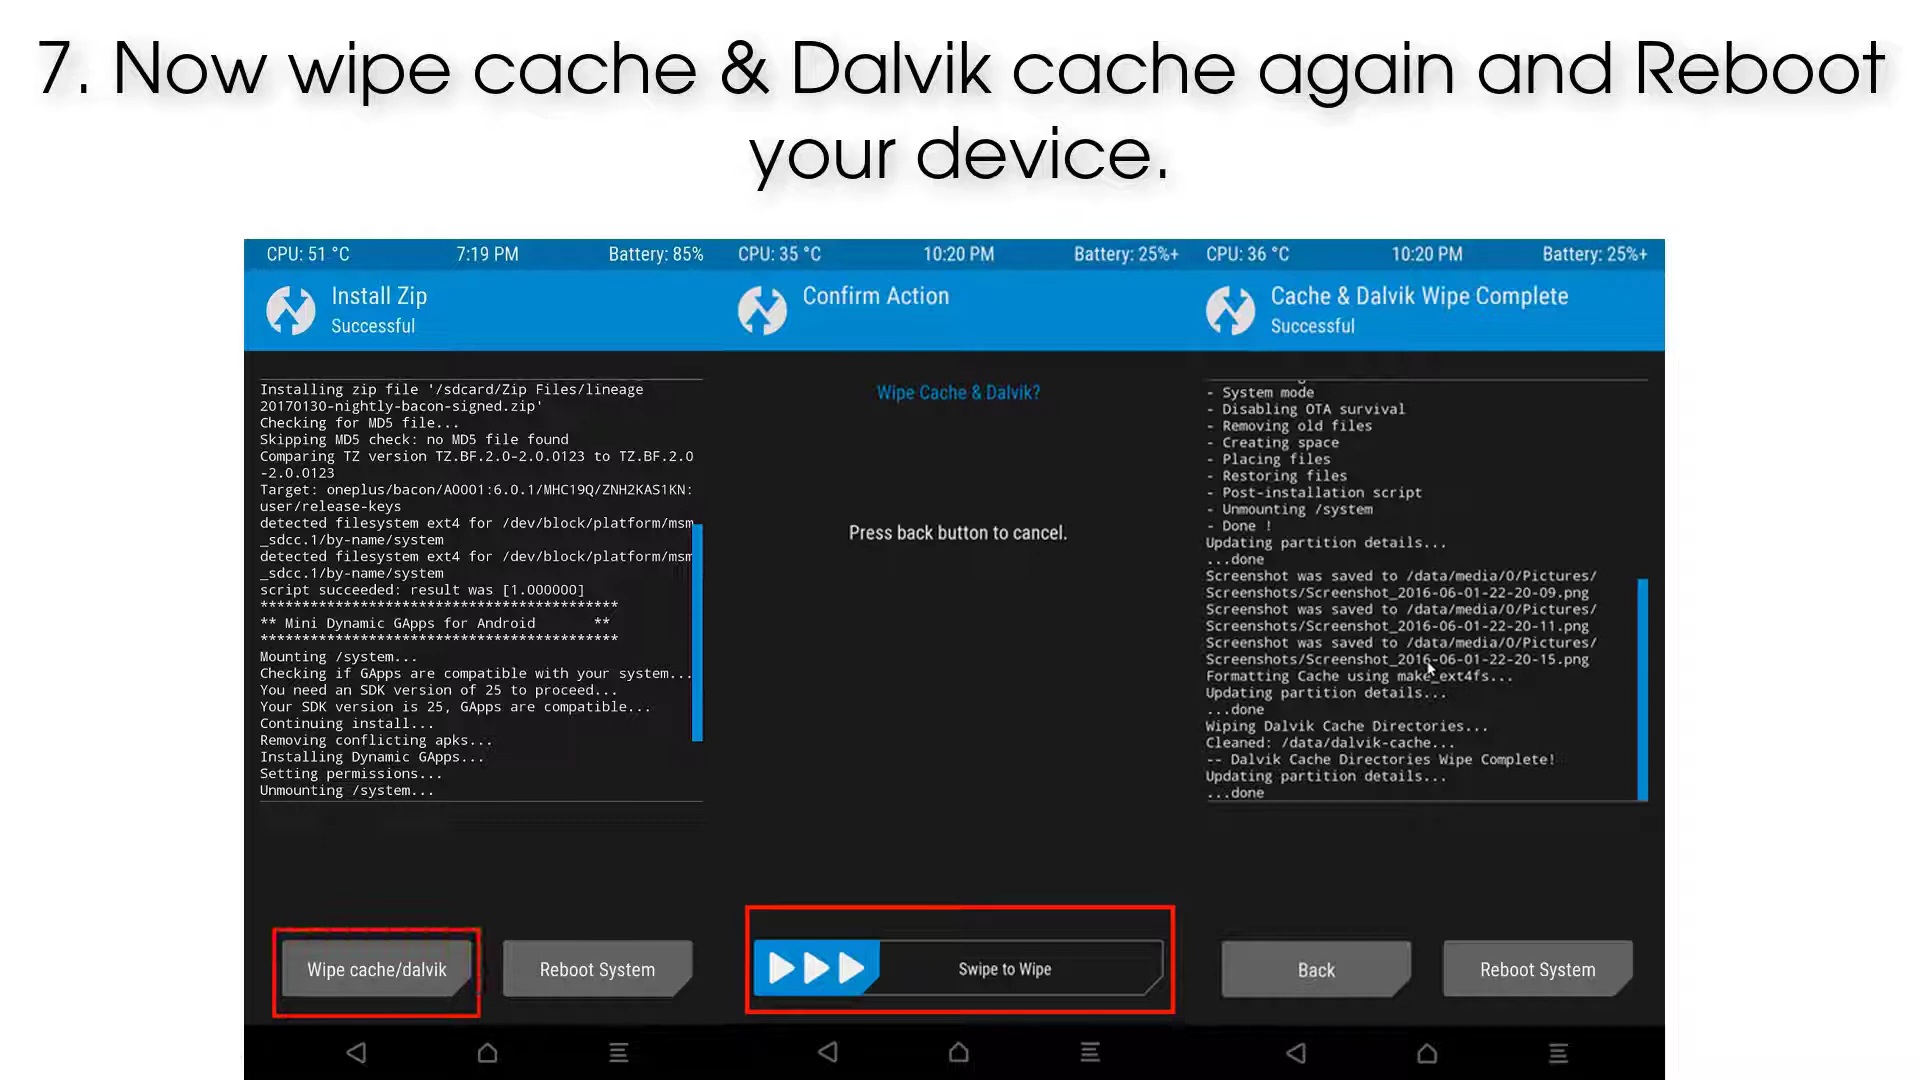 7. Now wipe cache & Dalvik cache again and Reboot
your device.
CPU: 51 °C 7:19 PM Battery: 85%
Install Zip
Successful
Installing zip file '/sdcard/Zip Files/lineage
20170130-nightly-bacon-signed.zip'
Checking for MD5 file...
Skipping MD5 check: no MD5 file found
Comparing TZ version TZ.BF.2.0-2.0.0123 to TZ.BF.2.0
-2.0.0123
Target: oneplus/bacon/A0001:6.0.1/MHC19Q/ZNH2KAS1KN:
user/release-keys
detected filesystem ext4 for /dev/block/platform/msm
_sdcc.1/by-name/system
detected filesystem ext4 for /dev/block/platform/msm
_sdcc.1/by-name/system
script succeeded: result was [1.000000]
*******************************************
** Mini Dynamic GApps for Android **
*******************************************
Mounting /system...
Checking if GApps are compatible with your system...
You need an SDK version of 25 to proceed...
Your SDK version is 25, GApps are compatible...
Continuing install...
Removing conflicting apks...
Installing Dynamic GApps...
Setting permissions...
Unmounting /system...
Wipe cache/dalvik
Reboot System
CPU: 35 °C 10:20 PM Battery: 25%+
Confirm Action
Wipe Cache & Dalvik?
Press back button to cancel.
Swipe to Wipe
CPU: 36 °C 10:20 PM Battery: 25%+
Cache & Dalvik Wipe Complete
Successful
- System mode
- Disabling OTA survival
- Removing old files
- Creating space
- Placing files
- Restoring files
- Post-installation script
- Unmounting /system
- Done !
Updating partition details...
...done
Screenshot was saved to /data/media/0/Pictures/
Screenshots/Screenshot_2016-06-01-22-20-09.png
Screenshot was saved to /data/media/0/Pictures/
Screenshots/Screenshot_2016-06-01-22-20-11.png
Screenshot was saved to /data/media/0/Pictures/
Screenshots/Screenshot_2016-06-01-22-20-15.png
Formatting Cache using make_ext4fs...
Updating partition details...
...done
Wiping Dalvik Cache Directories...
Cleaned: /data/dalvik-cache...
-- Dalvik Cache Directories Wipe Complete!
Updating partition details...
...done
Back
Reboot System